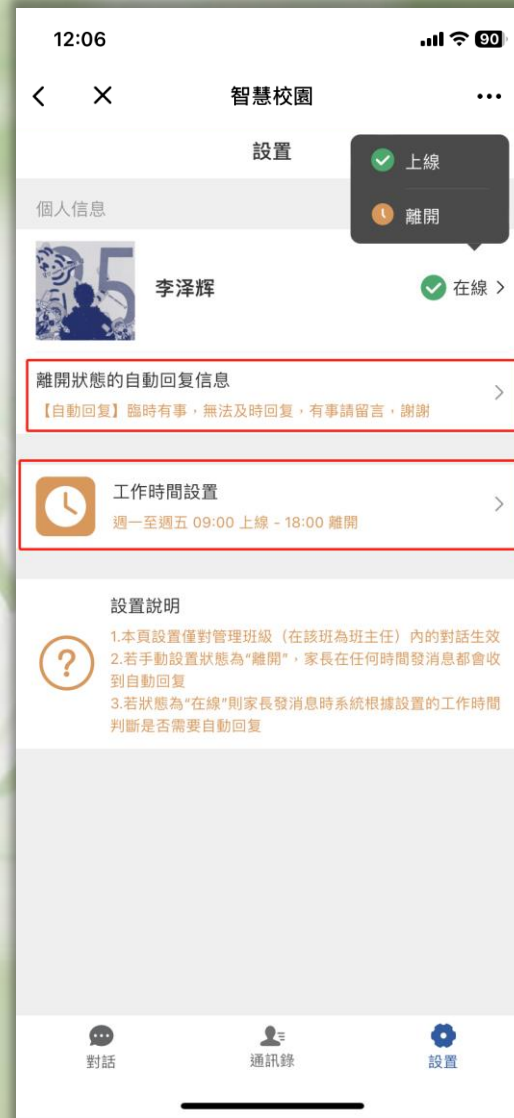 12:06
90
智慧校園
設置
上線
離開
個人信息
李泽辉
在線
離開狀態的自動回复信息
【自動回复】臨時有事，無法及時回复，有事請留言，謝謝
工作時間設置
週一至週五 09:00 上線 - 18:00 離開
設置說明
1.本頁設置僅對管理班級（在該班為班主任）內的對話生效
2.若手動設置狀態為“離開”，家長在任何時間發消息都會收
到自動回复
3.若狀態為“在線”則家長發消息時系統根據設置的工作時間
判斷是否需要自動回复
對話
通訊錄
設置